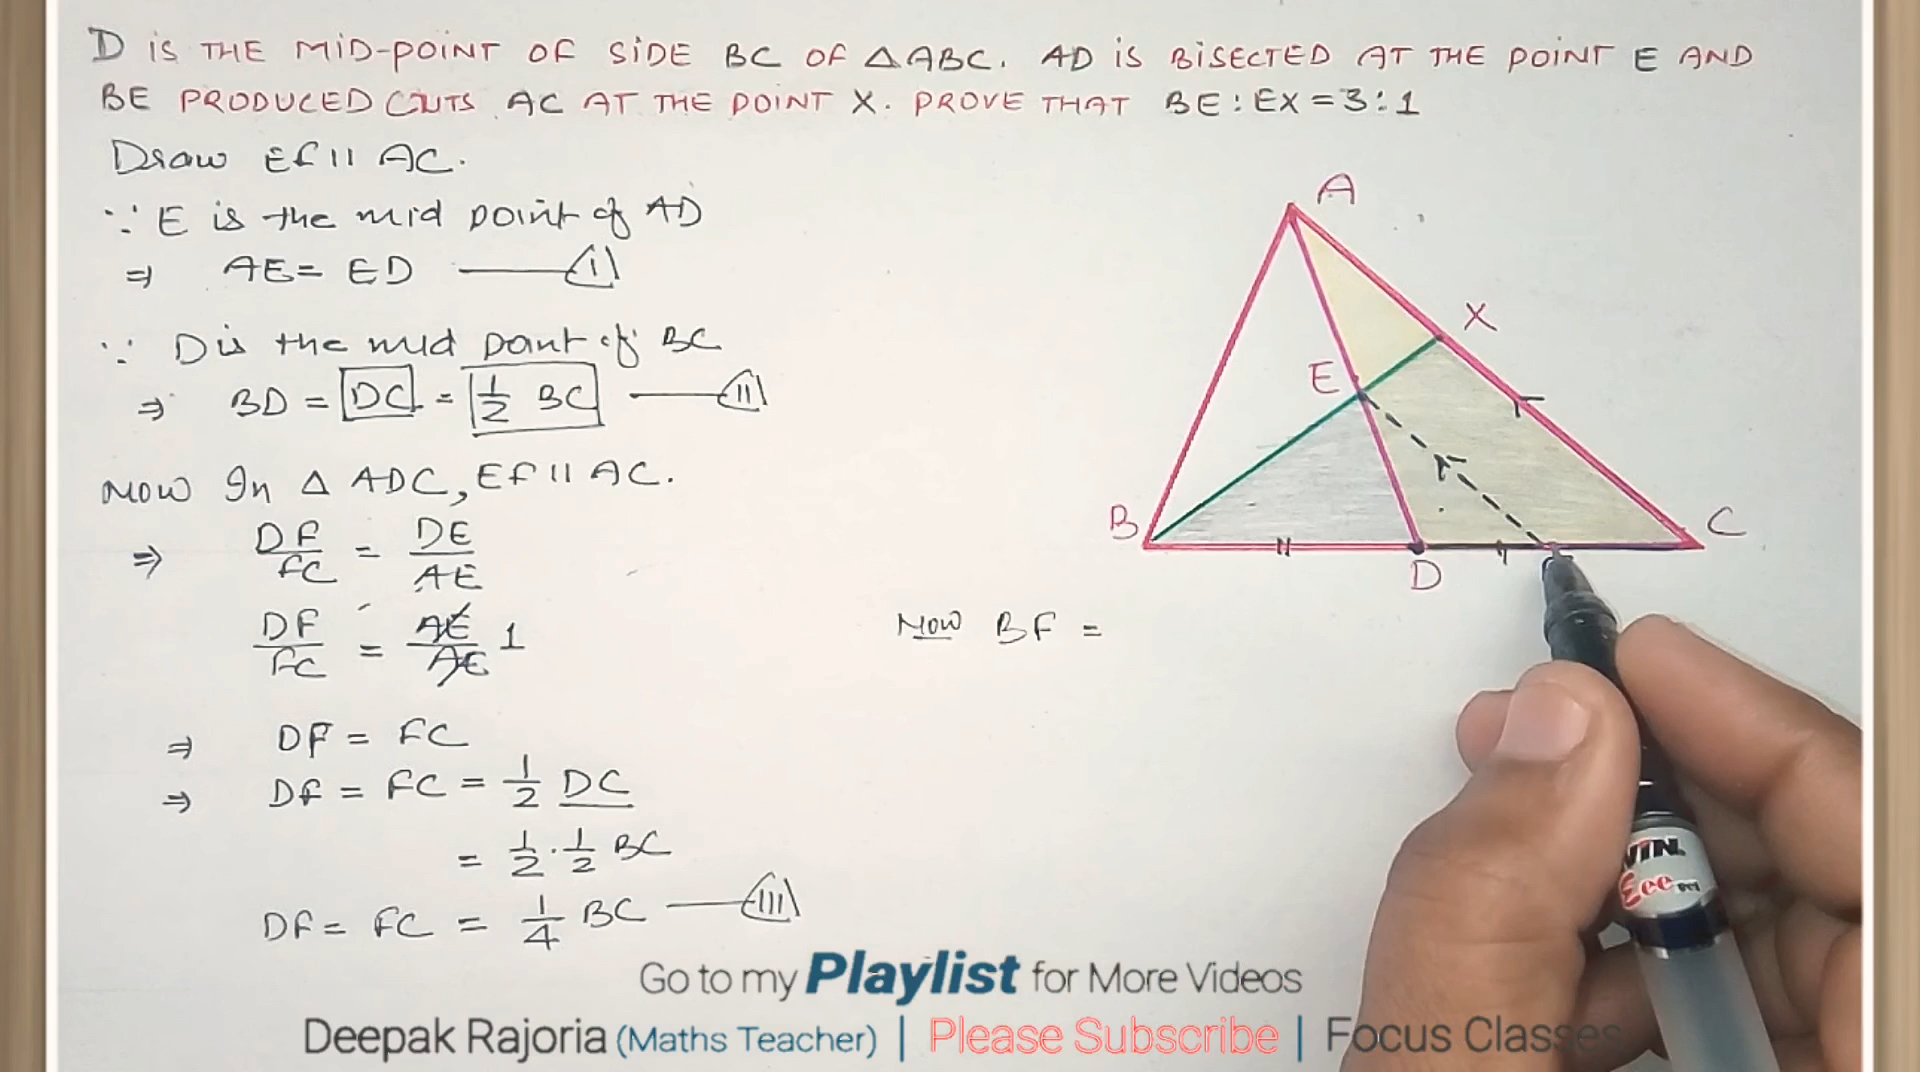 D is THE MiD-POINT OF SiDE BC OF △ABC. AD is BiSECTED AT THE POINT E AND
BE PRODUCED CUTS AC AT THE POINT X. PROVE THAT BE:EX=3:1
Draw EF || AC.
∵ E is the mid point of AD
⇒ AE = ED —— (I)
∵ D is the mid point of BC
⇒ BD = DC = 1/2 BC —— (II)
Now In △ ADC, EF || AC.
⇒ DF/FC = DE/AE
DF/FC = AE/AE 1
⇒ DF = FC
⇒ DF = FC = 1/2 DC
= 1/2 · 1/2 BC
DF = FC = 1/4 BC —— (III)
A
X
E
B
C
D
Now BF =
WIN
Eee
Go to my Playlist for More Videos
Deepak Rajoria (Maths Teacher) | Please Subscribe | Focus Classes